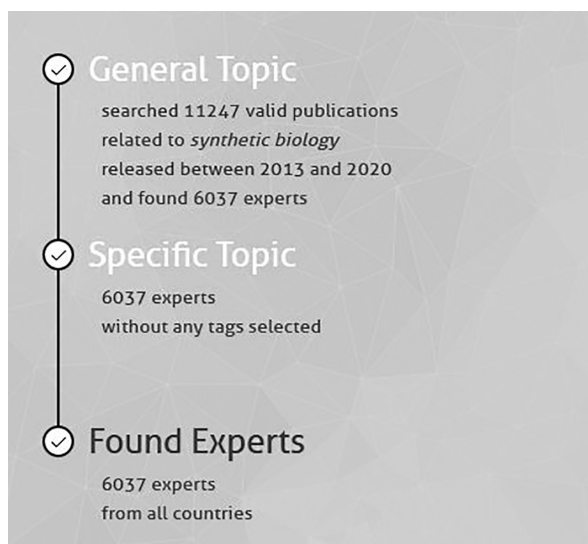 General Topic
searched 11247 valid publications
related to synthetic biology
released between 2013 and 2020
and found 6037 experts
Specific Topic
6037 experts
without any tags selected
Found Experts
6037 experts
from all countries